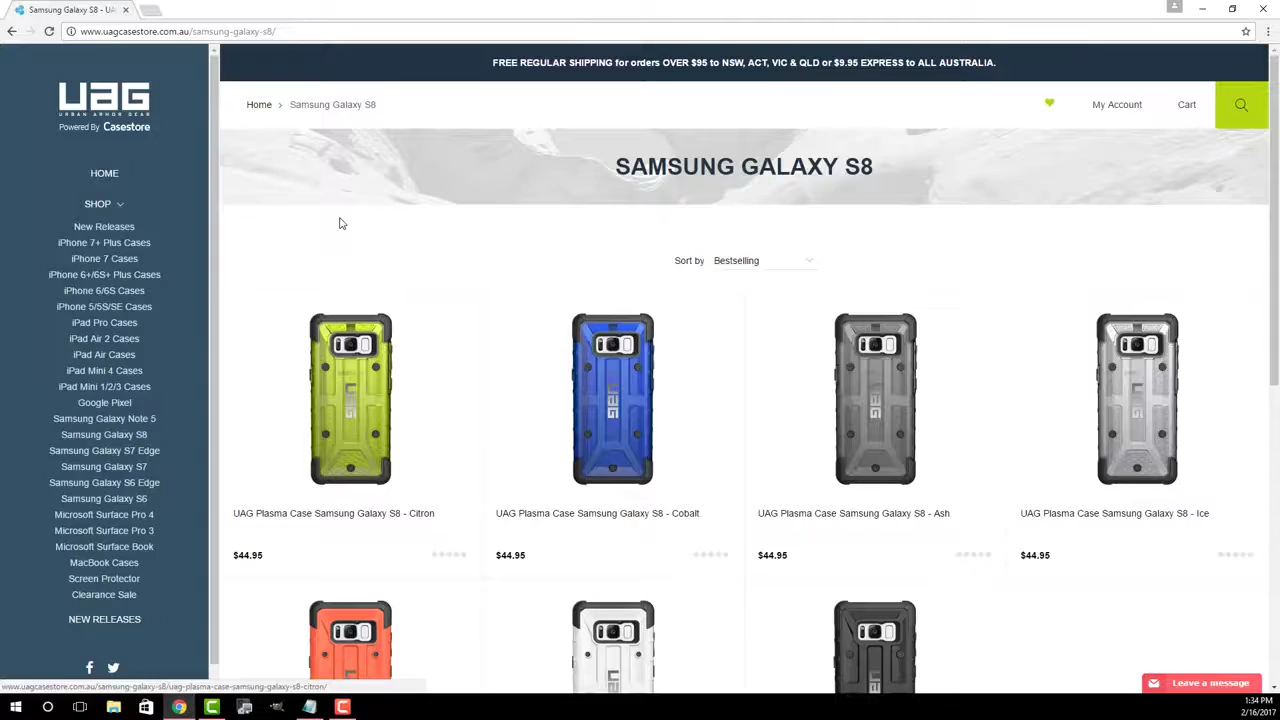 Samsung Galaxy S8 - UA
www.uagcasestore.com.au/samsung-galaxy-s8/
FREE REGULAR SHIPPING for orders OVER $95 to NSW, ACT, VIC & QLD or $9.95 EXPRESS to ALL AUSTRALIA.
UAG
URBAN ARMOR GEAR
Powered By Casestore
HOME
SHOP
New Releases
iPhone 7+ Plus Cases
iPhone 7 Cases
iPhone 6+/6S+ Plus Cases
iPhone 6/6S Cases
iPhone 5/5S/SE Cases
iPad Pro Cases
iPad Air 2 Cases
iPad Air Cases
iPad Mini 4 Cases
iPad Mini 1/2/3 Cases
Google Pixel
Samsung Galaxy Note 5
Samsung Galaxy S8
Samsung Galaxy S7 Edge
Samsung Galaxy S7
Samsung Galaxy S6 Edge
Samsung Galaxy S6
Microsoft Surface Pro 4
Microsoft Surface Pro 3
Microsoft Surface Book
MacBook Cases
Screen Protector
Clearance Sale
NEW RELEASES
Home > Samsung Galaxy S8
My Account
Cart
SAMSUNG GALAXY S8
Sort by Bestselling
UAG
UAG
UAG
UAG
UAG Plasma Case Samsung Galaxy S8 - Citron
UAG Plasma Case Samsung Galaxy S8 - Cobalt
UAG Plasma Case Samsung Galaxy S8 - Ash
UAG Plasma Case Samsung Galaxy S8 - Ice
$44.95
$44.95
$44.95
$44.95
www.uagcasestore.com.au/samsung-galaxy-s8/uag-plasma-case-samsung-galaxy-s8-citron/
Leave a message
1:34 PM
2/16/2017